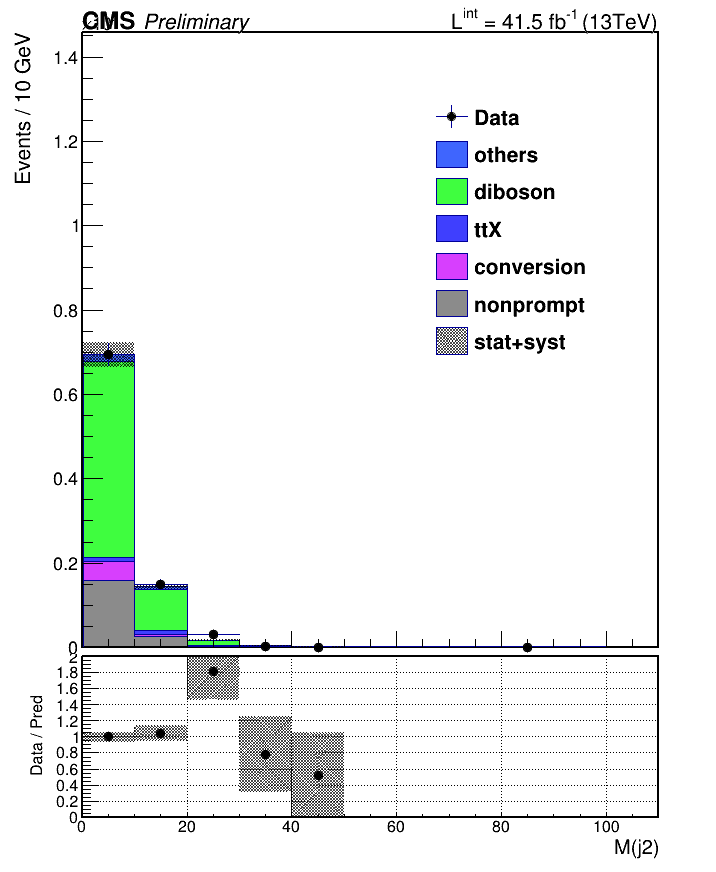 CMS Preliminary
L^int = 41.5 fb^-1 (13TeV)
Events / 10 GeV
1.4
1.2
1
0.8
0.6
0.4
0.2
0
Data
others
diboson
ttX
conversion
nonprompt
stat+syst
Data / Pred
2
1.8
1.6
1.4
1.2
1
0.8
0.6
0.4
0.2
0
0 20 40 60 80 100
M(j2)